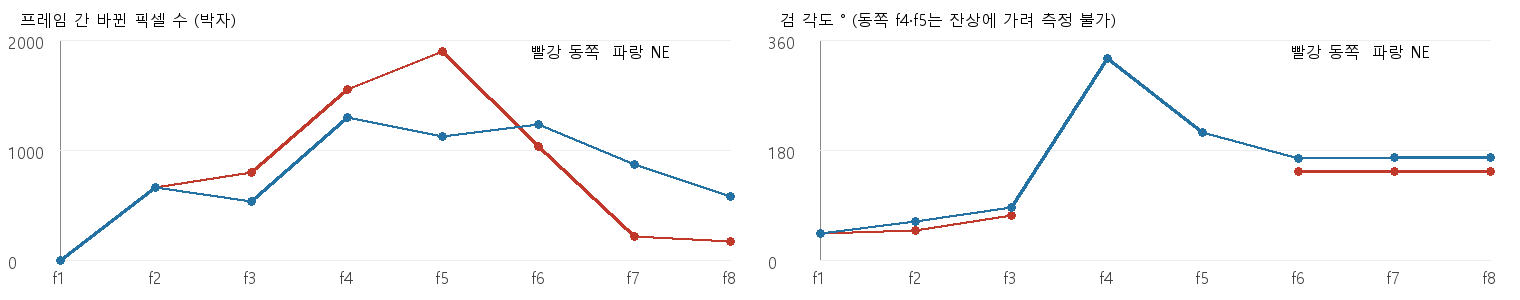 프레임 간 바뀐 픽셀 수 (박자)
빨강 동쪽  파랑 NE
2000
1000
0
f1 f2 f3 f4 f5 f6 f7 f8
검 각도 ° (동쪽 f4·f5는 잔상에 가려 측정 불가)
빨강 동쪽  파랑 NE
360
180
0
f1 f2 f3 f4 f5 f6 f7 f8